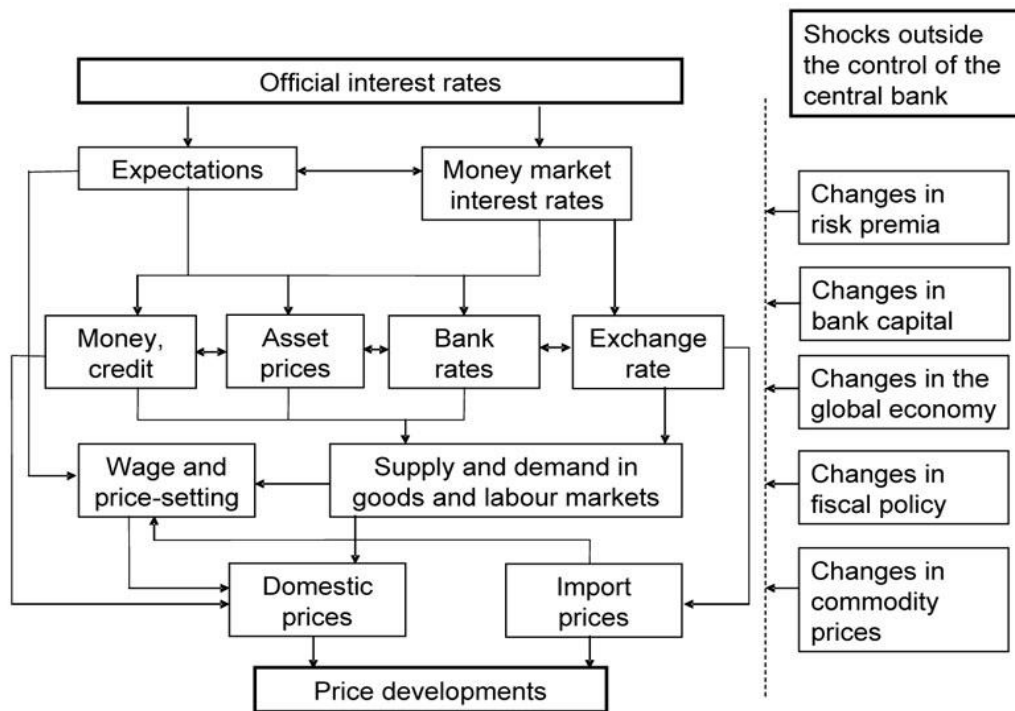 Official interest rates
Shocks outside
the control of the
central bank
Expectations
Money market
interest rates
Changes in
risk premia
Money,
credit
Asset
prices
Bank
rates
Exchange
rate
Changes in
bank capital
Changes in the
global economy
Wage and
price-setting
Supply and demand in
goods and labour markets
Changes in
fiscal policy
Domestic
prices
Import
prices
Changes in
commodity
prices
Price developments